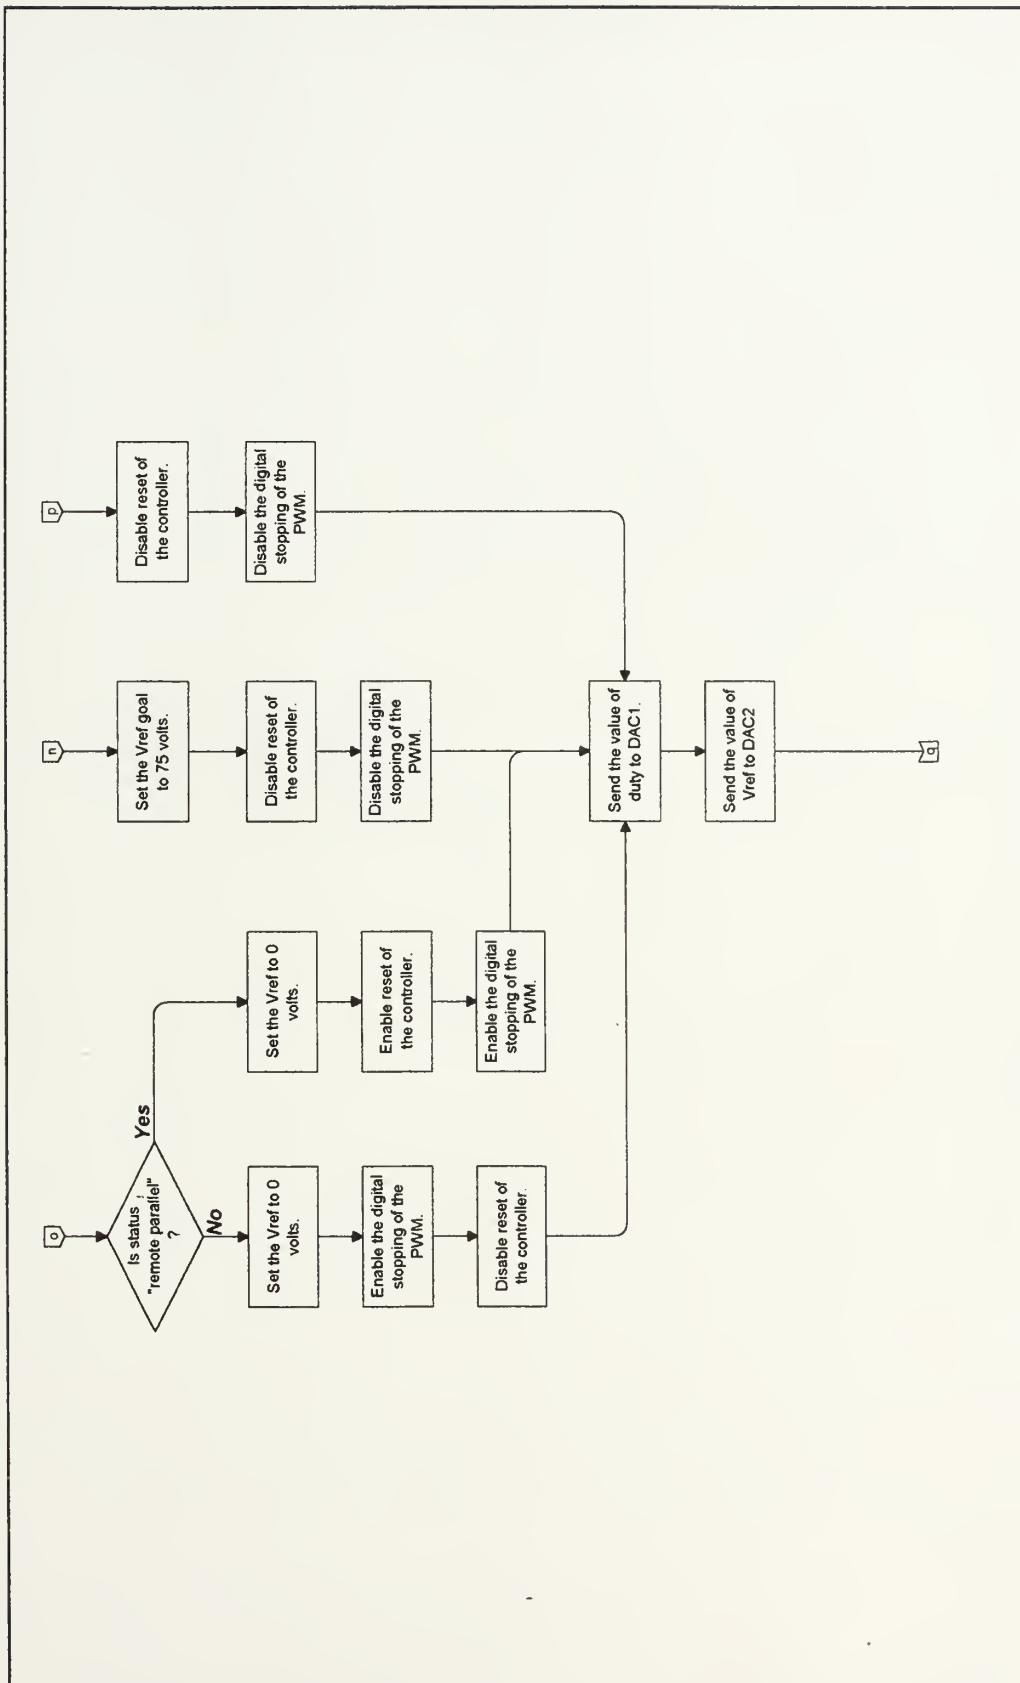 o
Is status
"remote parallel"
?
Yes
No
Set the Vref to 0
volts.
Enable the digital
stopping of the
PWM.
Disable reset of
the controller.
Set the Vref to 0
volts.
Enable reset of
the controller.
Enable the digital
stopping of the
PWM.
n
Set the Vref goal
to 75 volts.
Disable reset of
the controller.
Disable the digital
stopping of the
PWM.
p
Disable reset of
the controller.
Disable the digital
stopping of the
PWM.
Send the value of
duty to DAC1.
Send the value of
Vref to DAC2
q